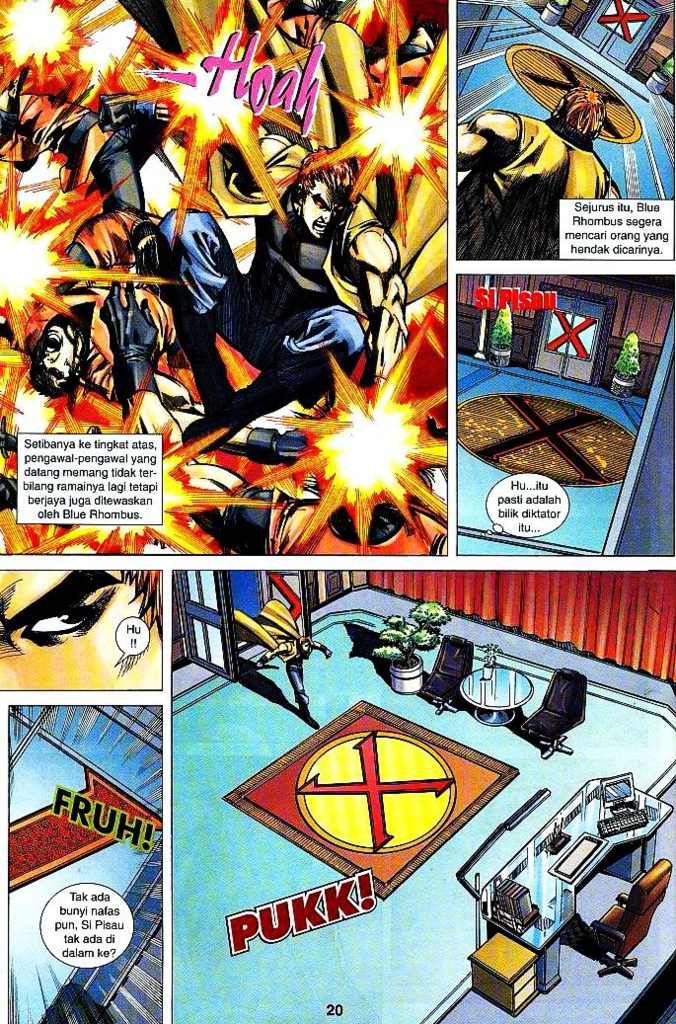 Hoah
Setibanya ke tingkat atas,
pengawal-pengawal yang
datang memang tidak ter-
bilang ramainya lagi tetapi
berjaya juga ditewaskan
oleh Blue Rhombus.
Sejurus itu, Blue
Rhombus segera
mencari orang yang
hendak dicarinya.
Si Pisau
Hu...itu
pasti adalah
bilik diktator
itu...
Hu
!!
FRUH!
Tak ada
bunyi nafas
pun, Si Pisau
tak ada di
dalam ke?
PUKK!
20